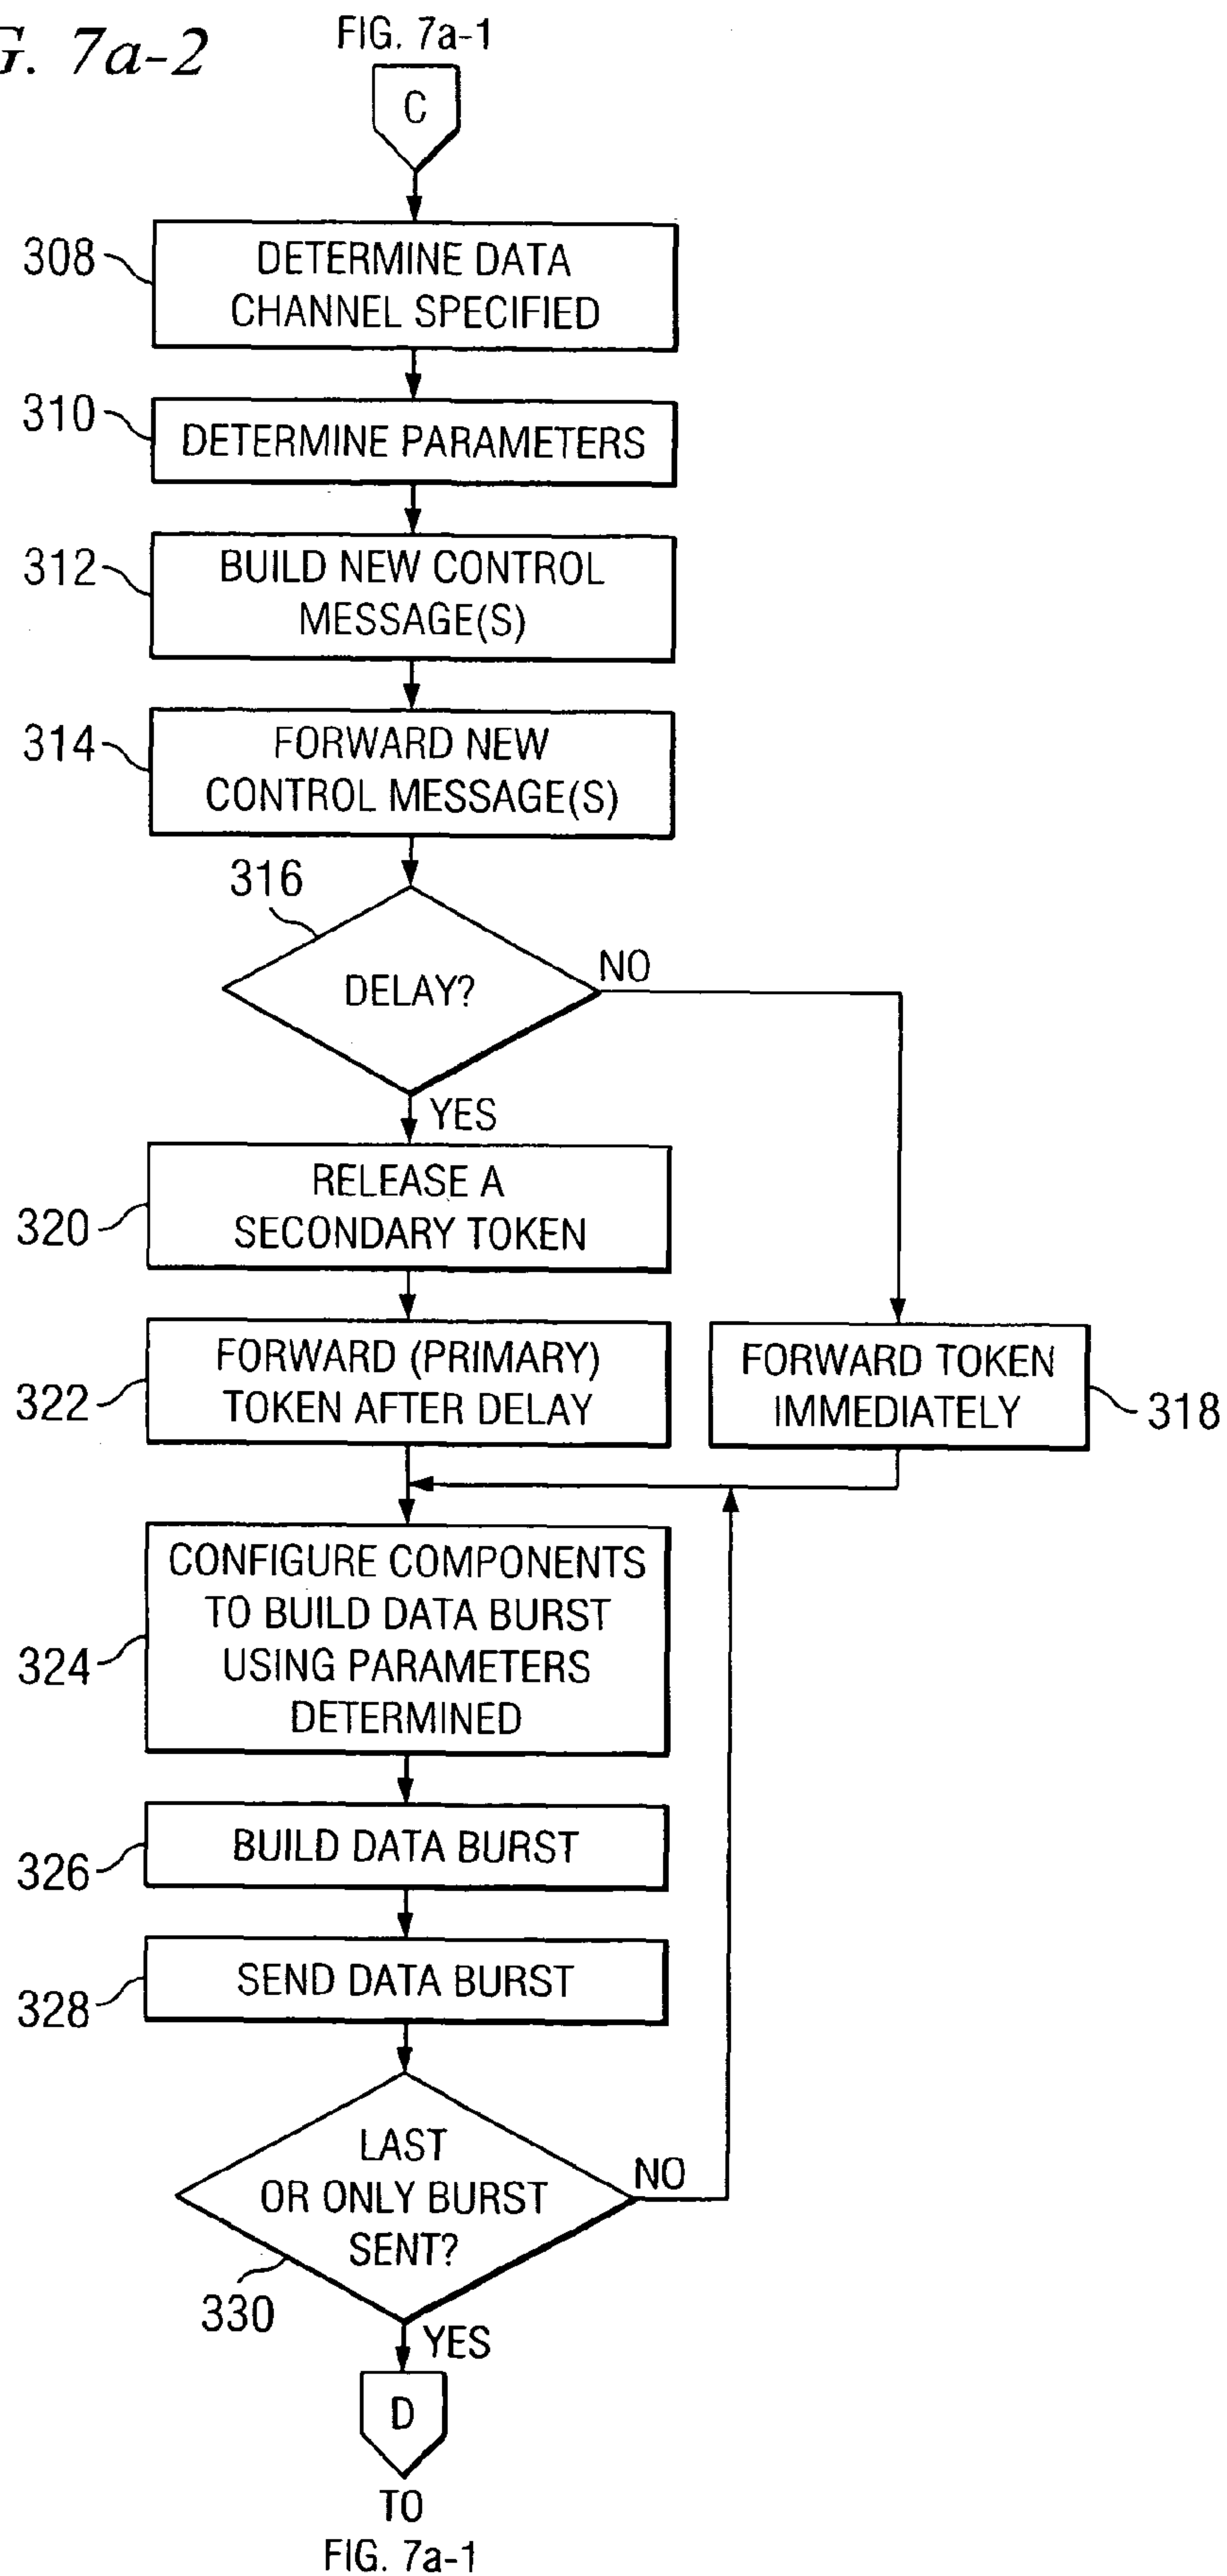 G. 7a-2
FIG. 7a-1
C
308
DETERMINE DATA
CHANNEL SPECIFIED
310
DETERMINE PARAMETERS
312
BUILD NEW CONTROL
MESSAGE(S)
314
FORWARD NEW
CONTROL MESSAGE(S)
316
DELAY?
NO
YES
320
RELEASE A
SECONDARY TOKEN
322
FORWARD (PRIMARY)
TOKEN AFTER DELAY
FORWARD TOKEN
IMMEDIATELY
318
324
CONFIGURE COMPONENTS
TO BUILD DATA BURST
USING PARAMETERS
DETERMINED
326
BUILD DATA BURST
328
SEND DATA BURST
LAST
OR ONLY BURST
SENT?
NO
330
YES
D
TO
FIG. 7a-1